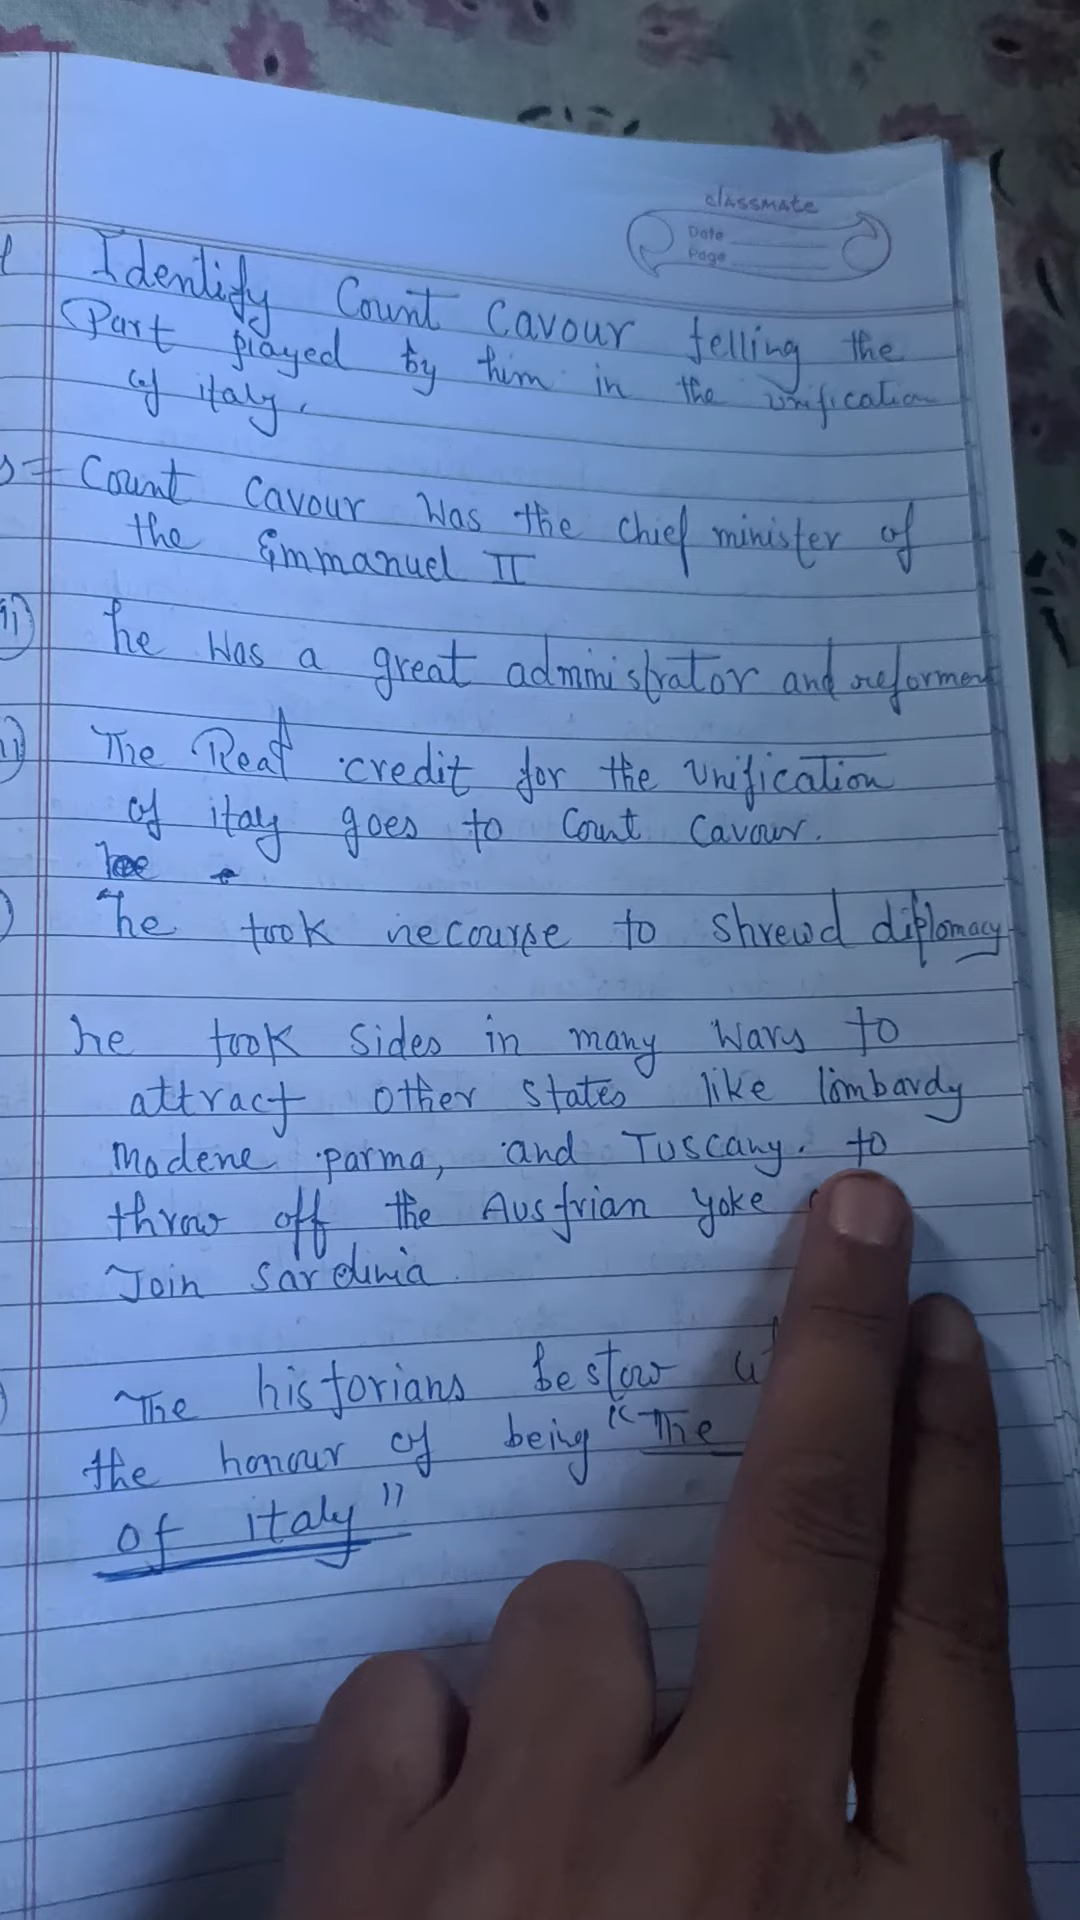 classmate
Date
Page
Identify Count Cavour telling the
Part played by him in the unification
of italy.
Count Cavour was the chief minister of
the Emmanuel II
he was a great administrator and reformer
The Real credit for the unification
of italy goes to Count Cavour.
he took recourse to shrewd diplomacy
he took sides in many wars to
attract other states like lombardy
Modene parma, and Tuscany. to
throw off the Austrian yoke
Join Sardinia
The historians bestow
the honour of being "The
of italy"